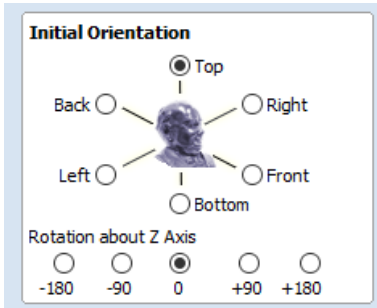 Initial Orientation
Top
Back Right
Left Front
Bottom
Rotation about Z Axis
-180 -90 0 +90 +180